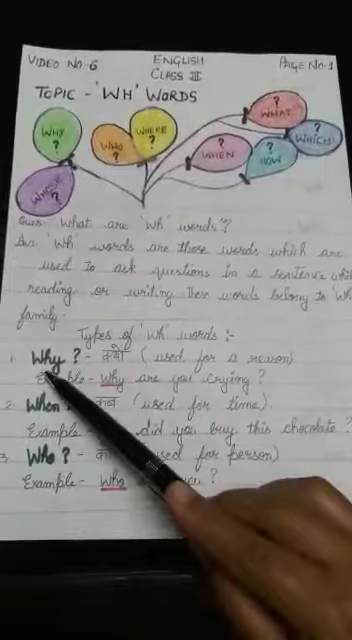 VIDEO No-6
ENGLISH
CLASS III
PAGE No-1
TOPIC - 'WH' WORDS
WHY ?
WHO ?
WHERE ?
WHAT ?
WHICH ?
WHEN ?
HOW ?
WHOSE ?
Ques What are 'Wh' words?
Ans 'Wh' words are those words which are
used to ask questions in a sentence while
reading or writing these words belong to 'Wh'
family.
Types of 'Wh' words :-
1. Why ? - क्यों (used for a reason)
Example - Why are you crying ?
2. When ? - कब (used for time).
Example did you buy this chocolate ?
3. Who ? - used for person)
Example - Who ?